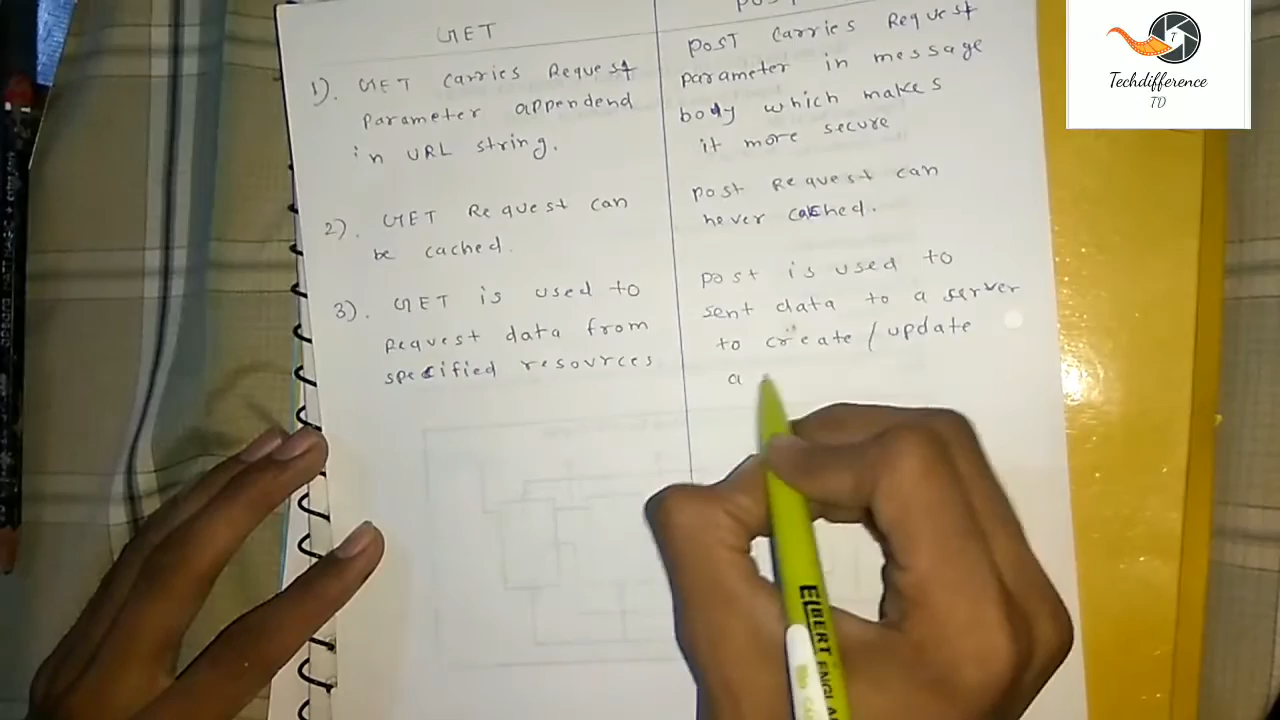 GET
1). GET carries Request
parameter appendend
in URL string.
2). GET Request can
be cached.
3). GET is used to
Request data from
specified resources
POST
POST carries Request
parameter in message
body which makes
it more secure
post Request can
never cached.
post is used to
sent data to a server
to create / update
a
T
Techdifference
TD
ELBERT ENGLA